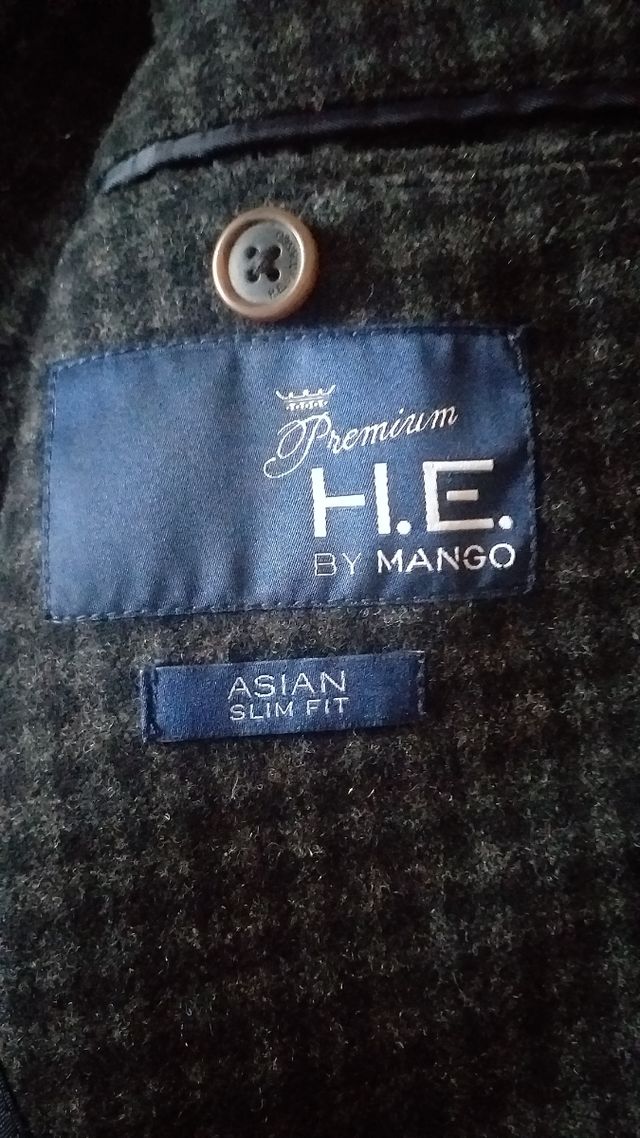 Premium
H.E.
BY MANGO
ASIAN
SLIM FIT